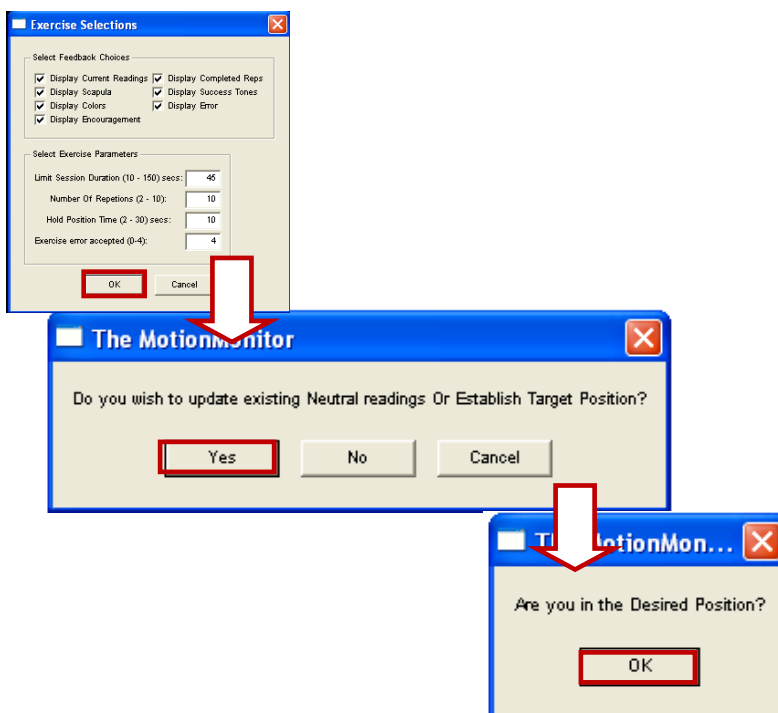 Exercise Selections
Select Feedback Choices
Display Current Readings Display Completed Reps
Display Scapula Display Success Tones
Display Colors Display Error
Display Encouragement
Select Exercise Parameters
Limit Session Duration (10 - 150) secs: 45
Number Of Repetions (2 - 10): 10
Hold Position Time (2 - 30) secs: 10
Exercise error accepted (0-4): 4
OK Cancel
The MotionMonitor
Do you wish to update existing Neutral readings Or Establish Target Position?
Yes No Cancel
The MotionMon...
Are you in the Desired Position?
OK